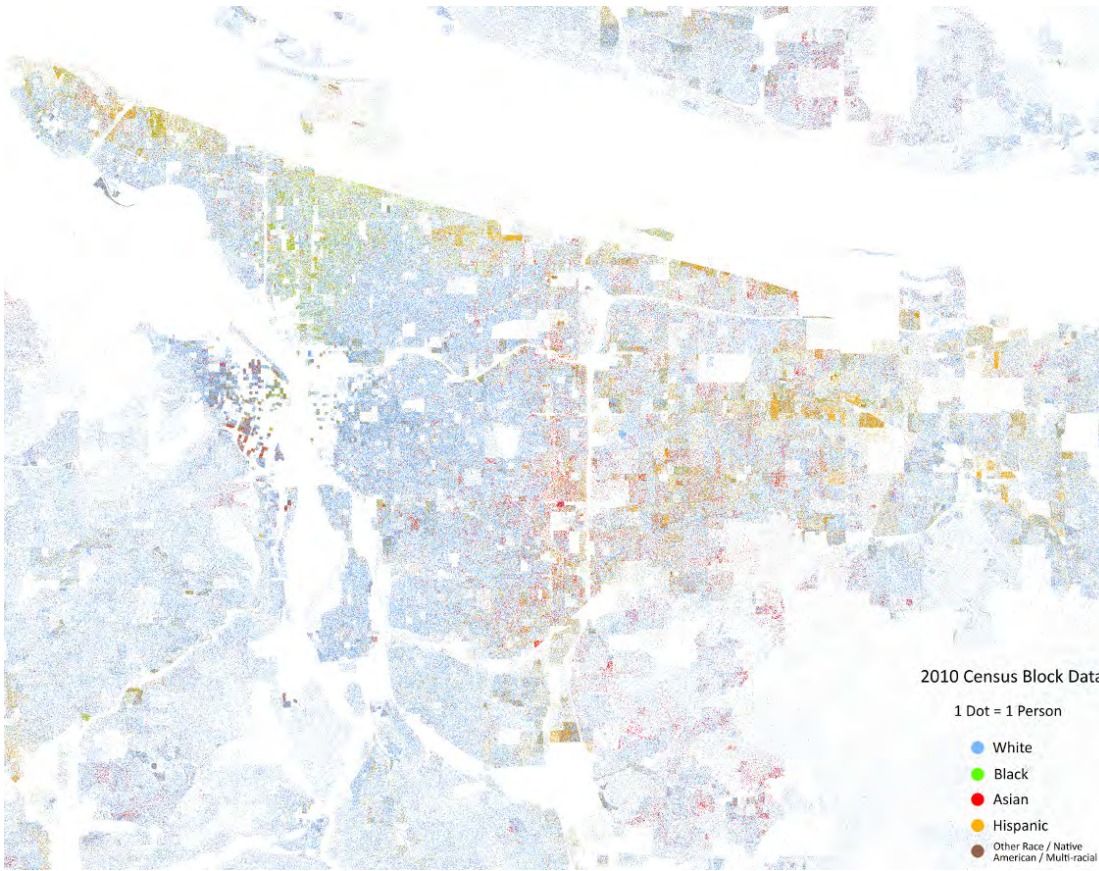 2010 Census Block Data
1 Dot = 1 Person
White
Black
Asian
Hispanic
Other Race / Native
American / Multi-racial